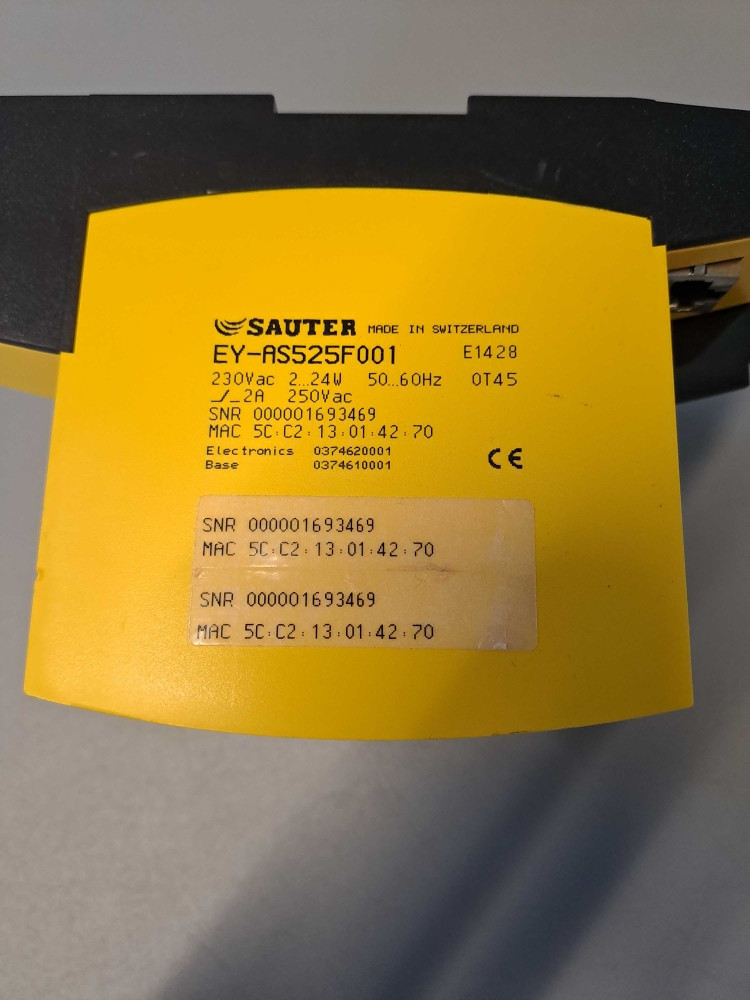 SAUTER MADE IN SWITZERLAND
EY-AS525F001 E1428
230Vac 2...24W 50...60Hz 0T45
2A 250Vac
SNR 000001693469
MAC 5C:C2:13:01:42:70
Electronics 0374620001
Base 0374610001
CE
SNR 000001693469
MAC 5C:C2:13:01:42:70
SNR 000001693469
MAC 5C:C2:13:01:42:70